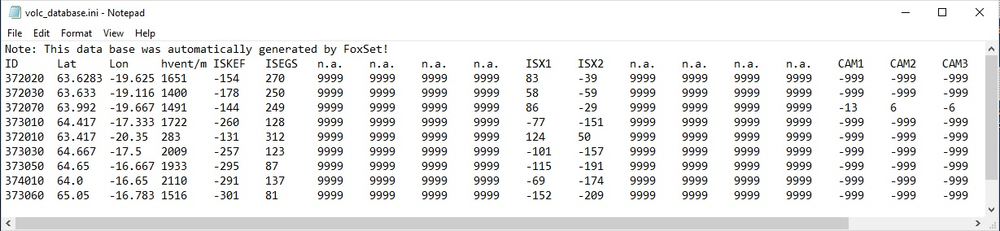 volc_database.ini - Notepad
File Edit Format View Help
Note: This data base was automatically generated by FoxSet!
ID Lat Lon hvent/m ISKEF ISEGS n.a. n.a. n.a. n.a. ISX1 ISX2 n.a. n.a. n.a. n.a. CAM1 CAM2 CAM3
372020 63.6283 -19.625 1651 -154 270 9999 9999 9999 9999 83 -39 9999 9999 9999 9999 -999 -999 -999
372030 63.633 -19.116 1400 -178 250 9999 9999 9999 9999 58 -59 9999 9999 9999 9999 -999 -999 -999
372070 63.992 -19.667 1491 -144 249 9999 9999 9999 9999 86 -29 9999 9999 9999 9999 -13 6 -6
373010 64.417 -17.333 1722 -260 128 9999 9999 9999 9999 -77 -151 9999 9999 9999 9999 -999 -999 -999
372010 63.417 -20.35 283 -131 312 9999 9999 9999 9999 124 50 9999 9999 9999 9999 -999 -999 -999
373030 64.667 -17.5 2009 -257 123 9999 9999 9999 9999 -101 -157 9999 9999 9999 9999 -999 -999 -999
373050 64.65 -16.667 1933 -295 87 9999 9999 9999 9999 -115 -191 9999 9999 9999 9999 -999 -999 -999
374010 64.0 -16.65 2110 -291 137 9999 9999 9999 9999 -69 -174 9999 9999 9999 9999 -999 -999 -999
373060 65.05 -16.783 1516 -301 81 9999 9999 9999 9999 -152 -209 9999 9999 9999 9999 -999 -999 -999